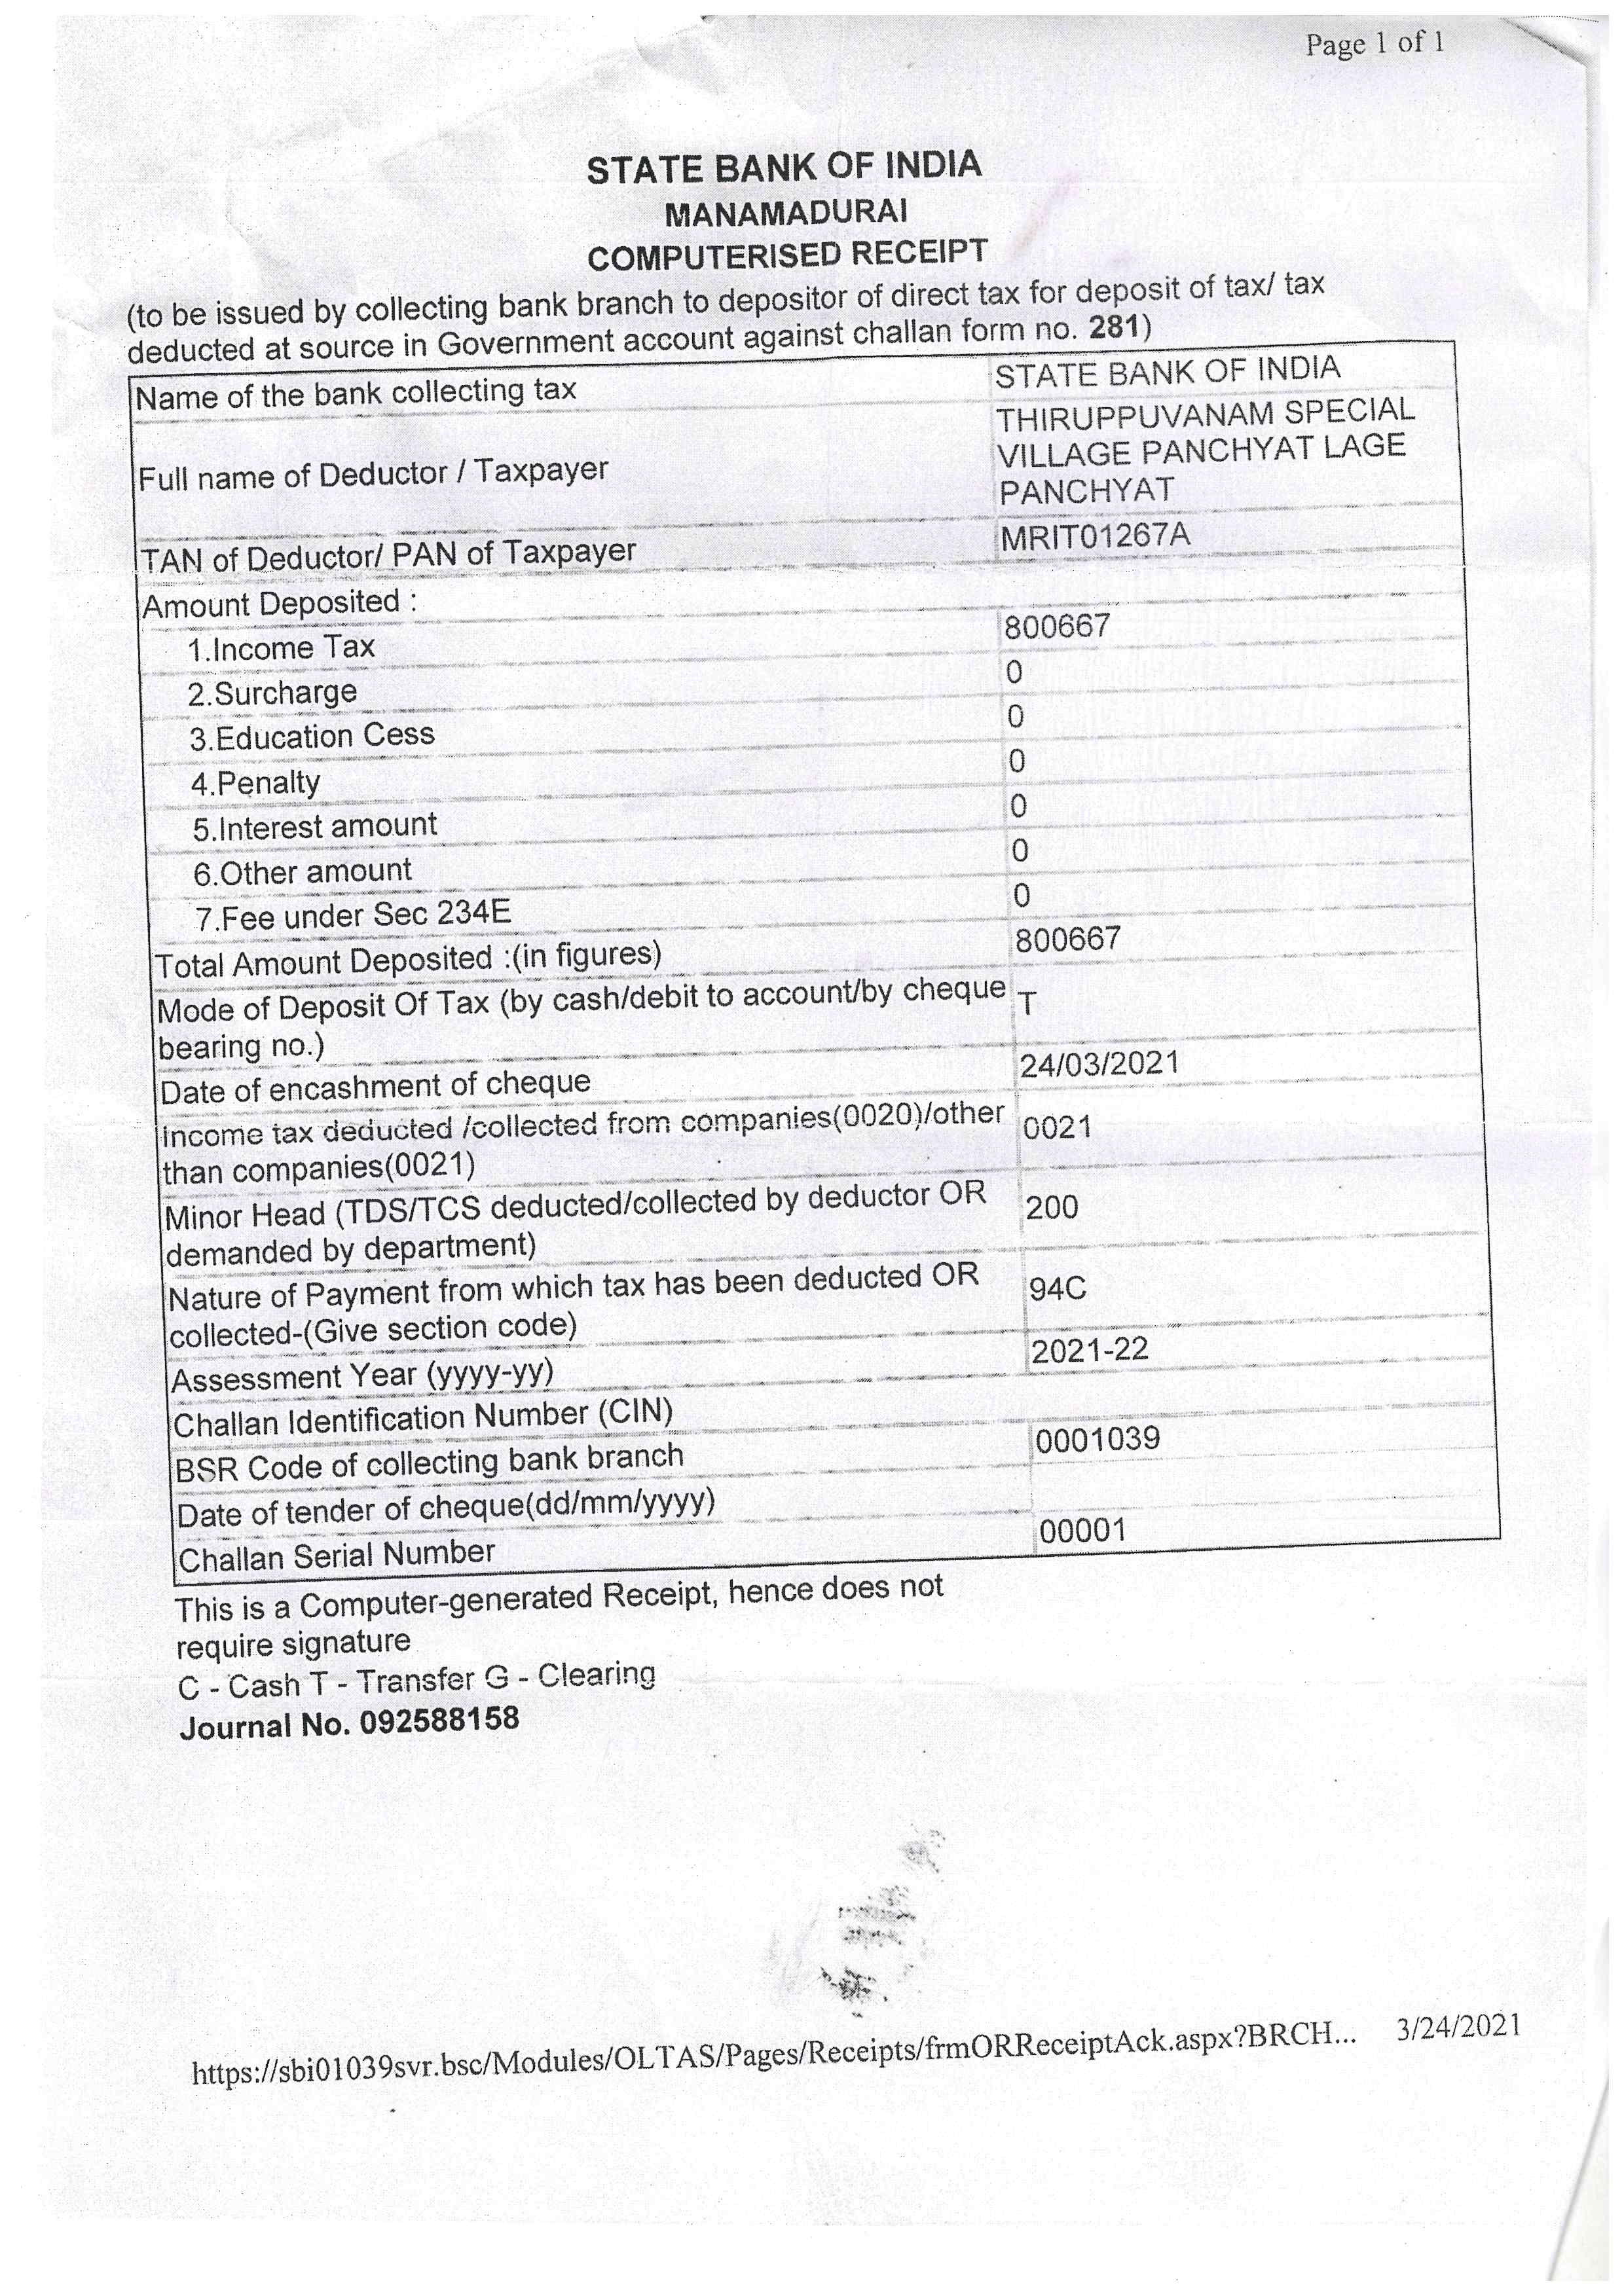 Page 1 of 1
STATE BANK OF INDIA
MANAMADURAI
COMPUTERISED RECEIPT
(to be issued by collecting bank branch to depositor of direct tax for deposit of tax/ tax
deducted at source in Government account against challan form no. 281)
Name of the bank collecting tax STATE BANK OF INDIA
Full name of Deductor / Taxpayer THIRUPPUVANAM SPECIAL
VILLAGE PANCHYAT LAGE
PANCHYAT
TAN of Deductor/ PAN of Taxpayer MRIT01267A
Amount Deposited :
1.Income Tax 800667
2.Surcharge 0
3.Education Cess 0
4.Penalty 0
5.Interest amount 0
6.Other amount 0
7.Fee under Sec 234E 0
Total Amount Deposited :(in figures) 800667
Mode of Deposit Of Tax (by cash/debit to account/by cheque T
bearing no.)
Date of encashment of cheque 24/03/2021
Income tax deducted /collected from companies(0020)/other 0021
than companies(0021)
Minor Head (TDS/TCS deducted/collected by deductor OR 200
demanded by department)
Nature of Payment from which tax has been deducted OR 94C
collected-(Give section code)
Assessment Year (yyyy-yy) 2021-22
Challan Identification Number (CIN)
BSR Code of collecting bank branch 0001039
Date of tender of cheque(dd/mm/yyyy)
Challan Serial Number 00001
This is a Computer-generated Receipt, hence does not
require signature
C - Cash T - Transfer G - Clearing
Journal No. 092588158
https://sbi01039svr.bsc/Modules/OLTAS/Pages/Receipts/frmORReceiptAck.aspx?BRCH... 3/24/2021